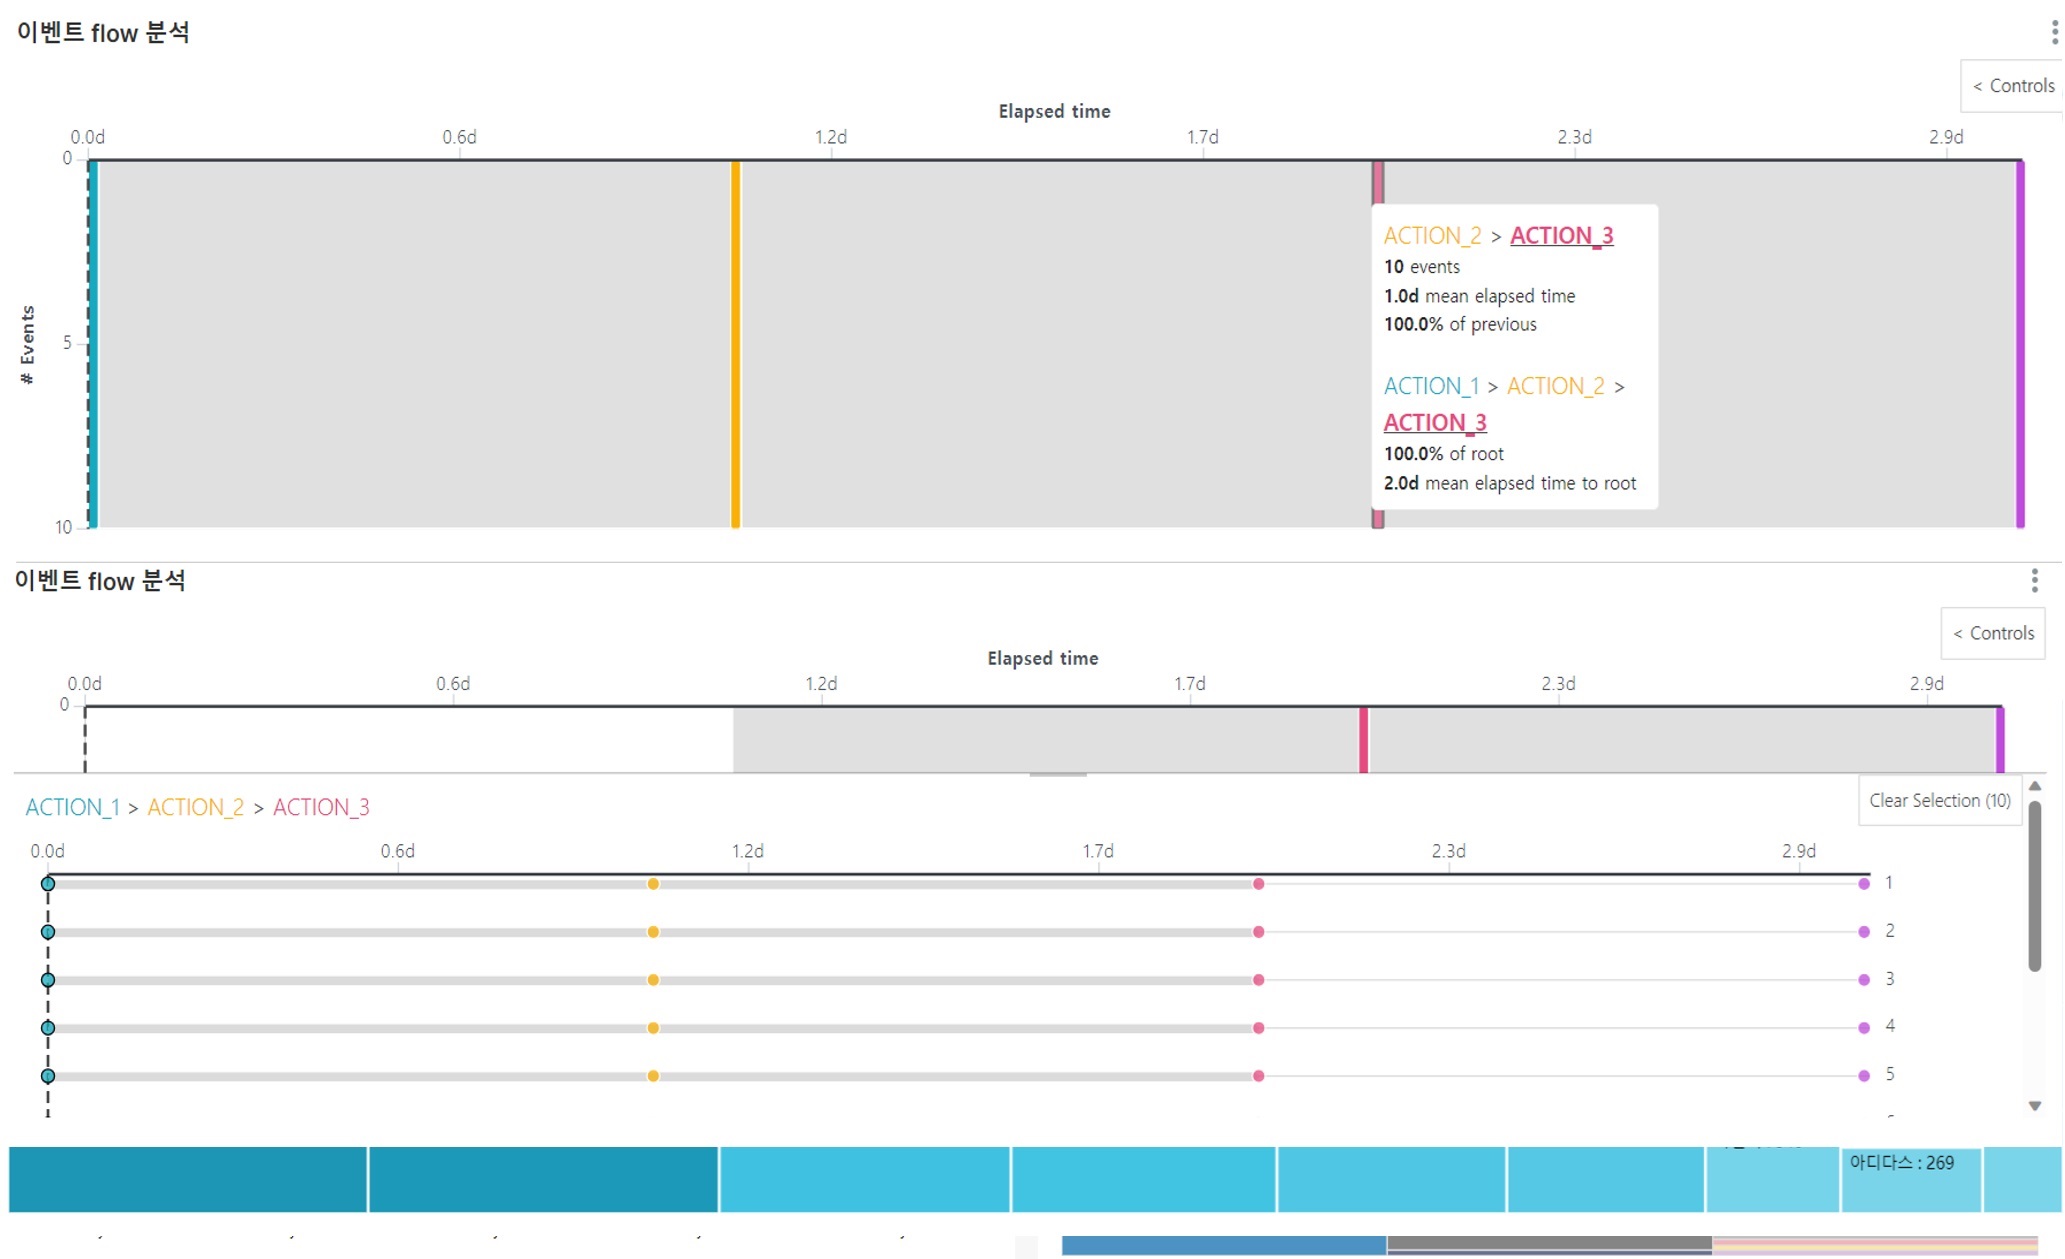 이벤트 flow 분석
< Controls
Elapsed time
0.0d 0.6d 1.2d 1.7d 2.3d 2.9d
0
5
10
# Events
ACTION_2 > ACTION_3
10 events
1.0d mean elapsed time
100.0% of previous
ACTION_1 > ACTION_2 >
ACTION_3
100.0% of root
2.0d mean elapsed time to root
이벤트 flow 분석
< Controls
Elapsed time
0.0d 0.6d 1.2d 1.7d 2.3d 2.9d
0
ACTION_1 > ACTION_2 > ACTION_3
Clear Selection (10)
0.0d 0.6d 1.2d 1.7d 2.3d 2.9d
1
2
3
4
5
아디다스 : 269